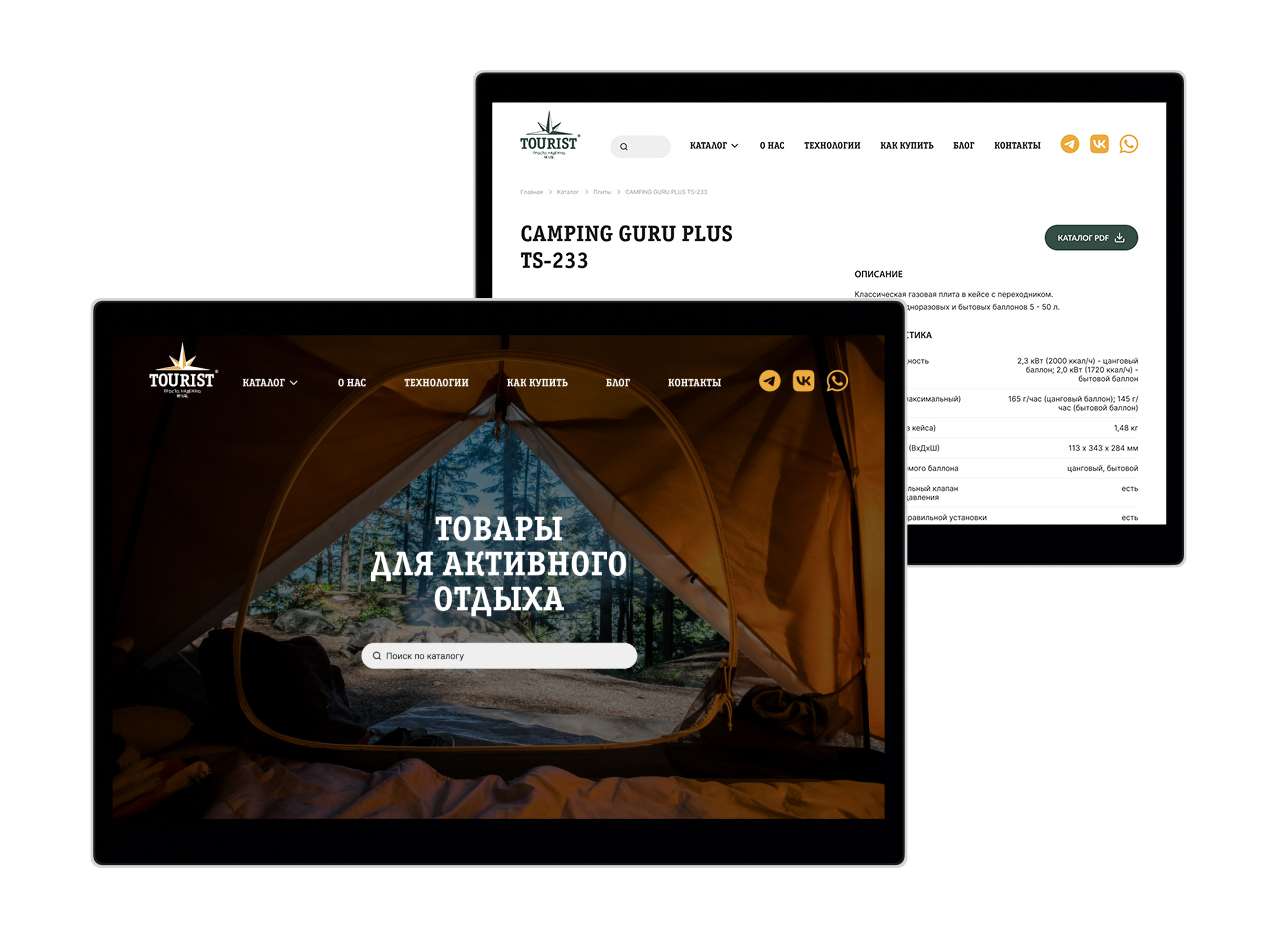 TOURIST®
КАТАЛОГ
О НАС
ТЕХНОЛОГИИ
КАК КУПИТЬ
БЛОГ
КОНТАКТЫ
Главная > Каталог > Плиты > CAMPING GURU PLUS TS-233
CAMPING GURU PLUS
TS-233
КАТАЛОГ PDF
ОПИСАНИЕ
Классическая газовая плита в кейсе с переходником.
дноразовых и бытовых баллонов 5 - 50 л.
СТИКА
ность
2,3 кВт (2000 ккал/ч) - цанговый
баллон; 2,0 кВт (1720 ккал/ч) -
бытовой баллон
аксимальный)
165 г/час (цанговый баллон); 145 г/
час (бытовой баллон)
з кейса)
1,48 кг
(ВхДхШ)
113 х 343 х 284 мм
емого баллона
цанговый, бытовой
льный клапан
давления
есть
равильной установки
есть
TOURIST®
КАТАЛОГ
О НАС
ТЕХНОЛОГИИ
КАК КУПИТЬ
БЛОГ
КОНТАКТЫ
ТОВАРЫ
ДЛЯ АКТИВНОГО
ОТДЫХА
Поиск по каталогу